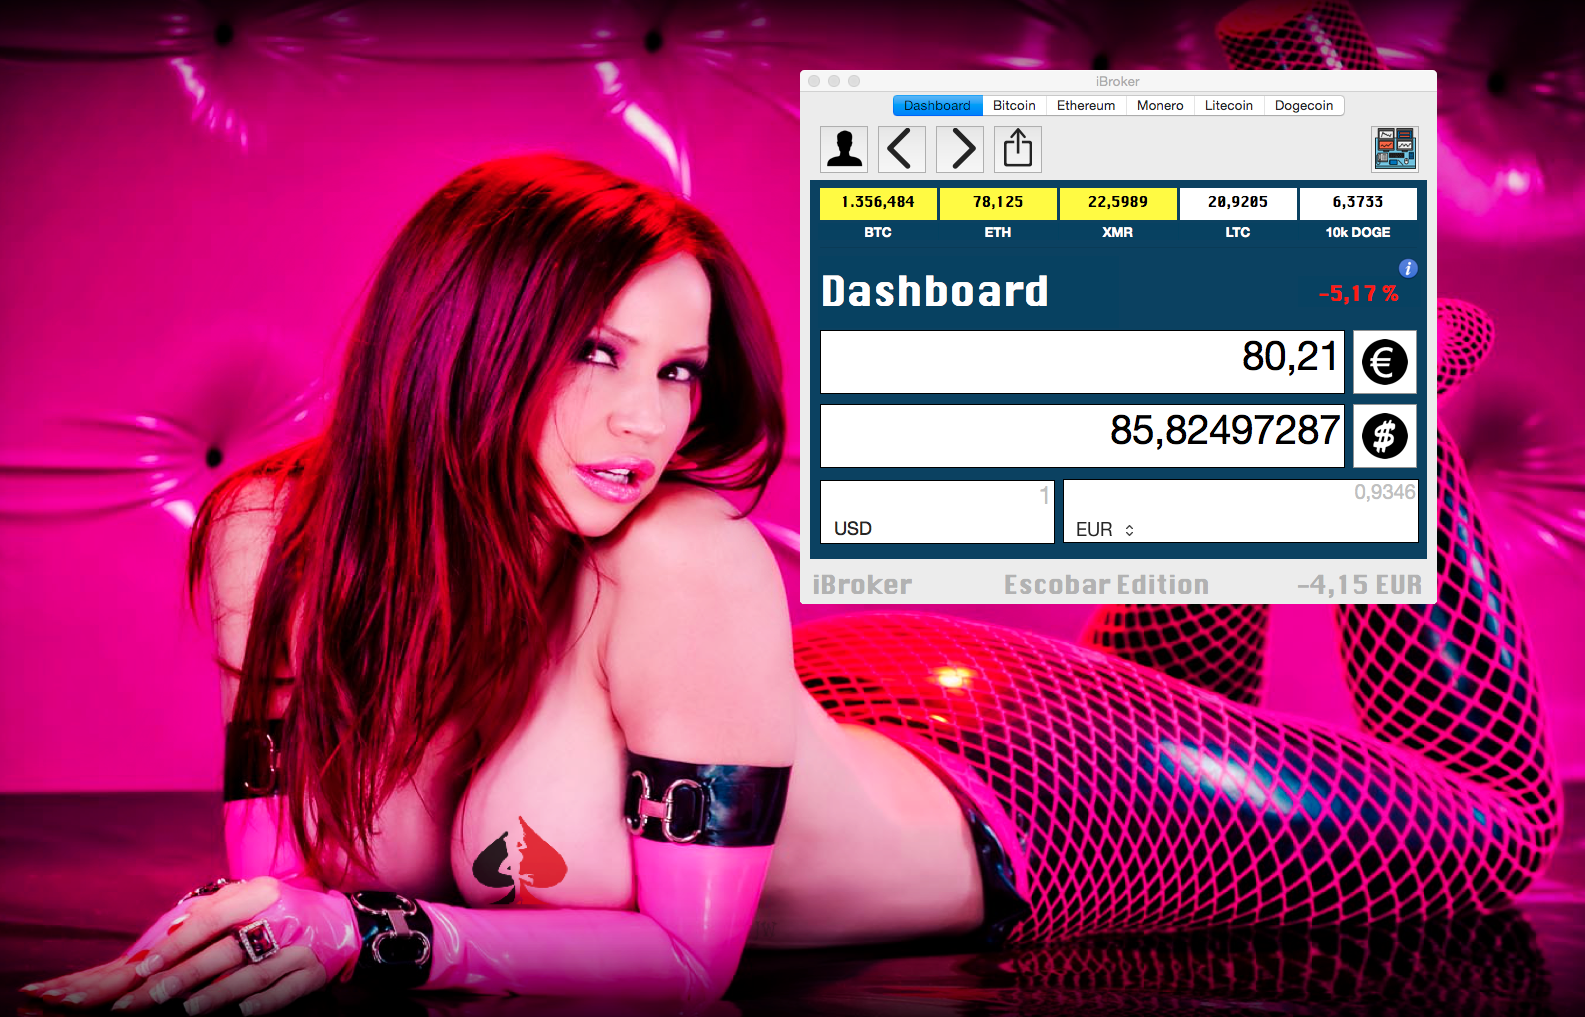 iBroker
Dashboard Bitcoin Ethereum Monero Litecoin Dogecoin
1.356,484 78,125 22,5989 20,9205 6,3733
BTC ETH XMR LTC 10k DOGE
i
Dashboard -5,17 %
80,21 €
85,82497287 $
1 0,9346
USD EUR
iBroker Escobar Edition -4,15 EUR